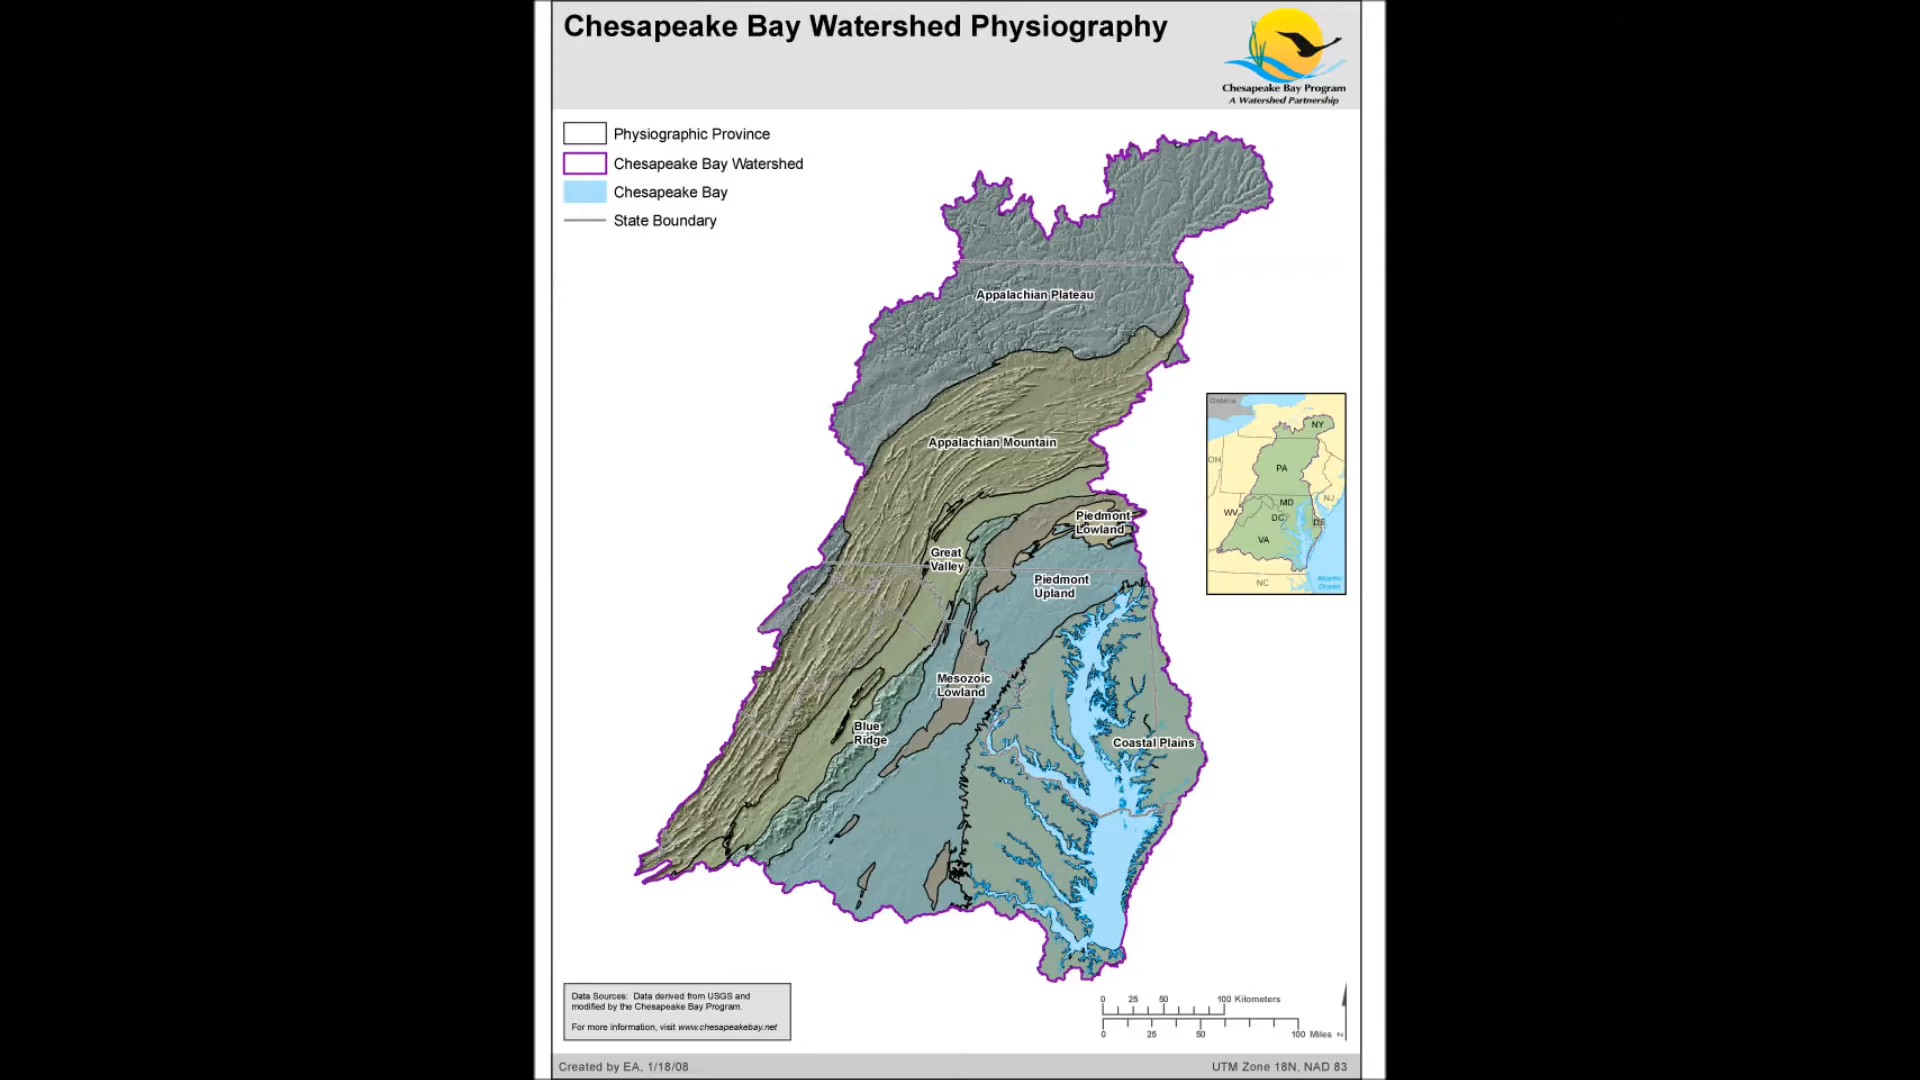 Chesapeake Bay Watershed Physiography
Chesapeake Bay Program
A Watershed Partnership
Physiographic Province
Chesapeake Bay Watershed
Chesapeake Bay
State Boundary
Appalachian Plateau
Appalachian Mountain
Piedmont
Lowland
Great
Valley
Piedmont
Upland
Mesozoic
Lowland
Blue
Ridge
Coastal Plains
Ontario
NY
OH
PA
NJ
MD
WV
DC
DE
VA
NC
Atlantic
Ocean
Data Sources: Data derived from USGS and
modified by the Chesapeake Bay Program.
For more information, visit www.chesapeakebay.net
0 25 50 100 Kilometers
0 25 50 100 Miles
N
Created by EA, 1/18/08
UTM Zone 18N, NAD 83